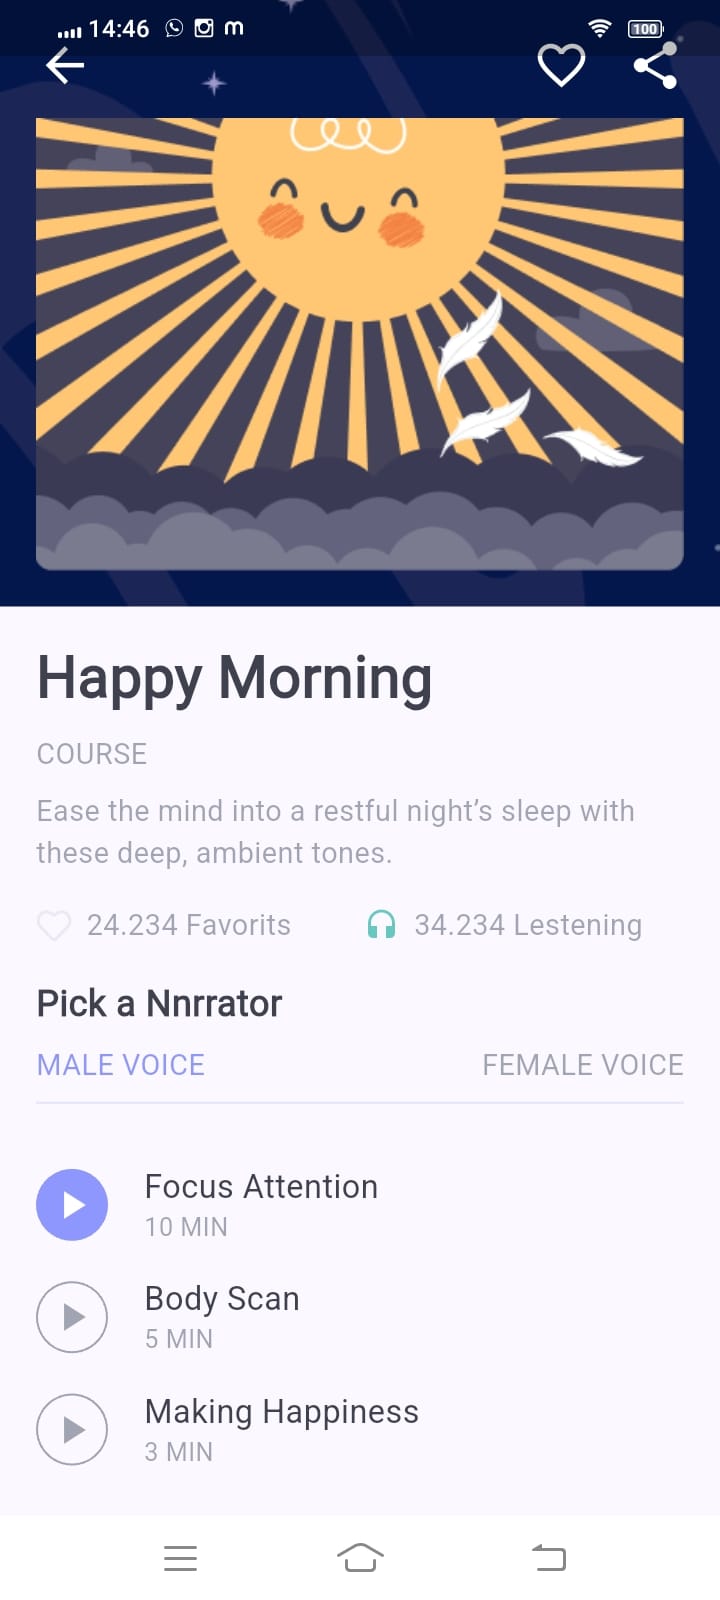 14:46
100
Happy Morning
COURSE
Ease the mind into a restful night’s sleep with
these deep, ambient tones.
24.234 Favorits 34.234 Lestening
Pick a Nnrrator
MALE VOICE FEMALE VOICE
Focus Attention
10 MIN
Body Scan
5 MIN
Making Happiness
3 MIN